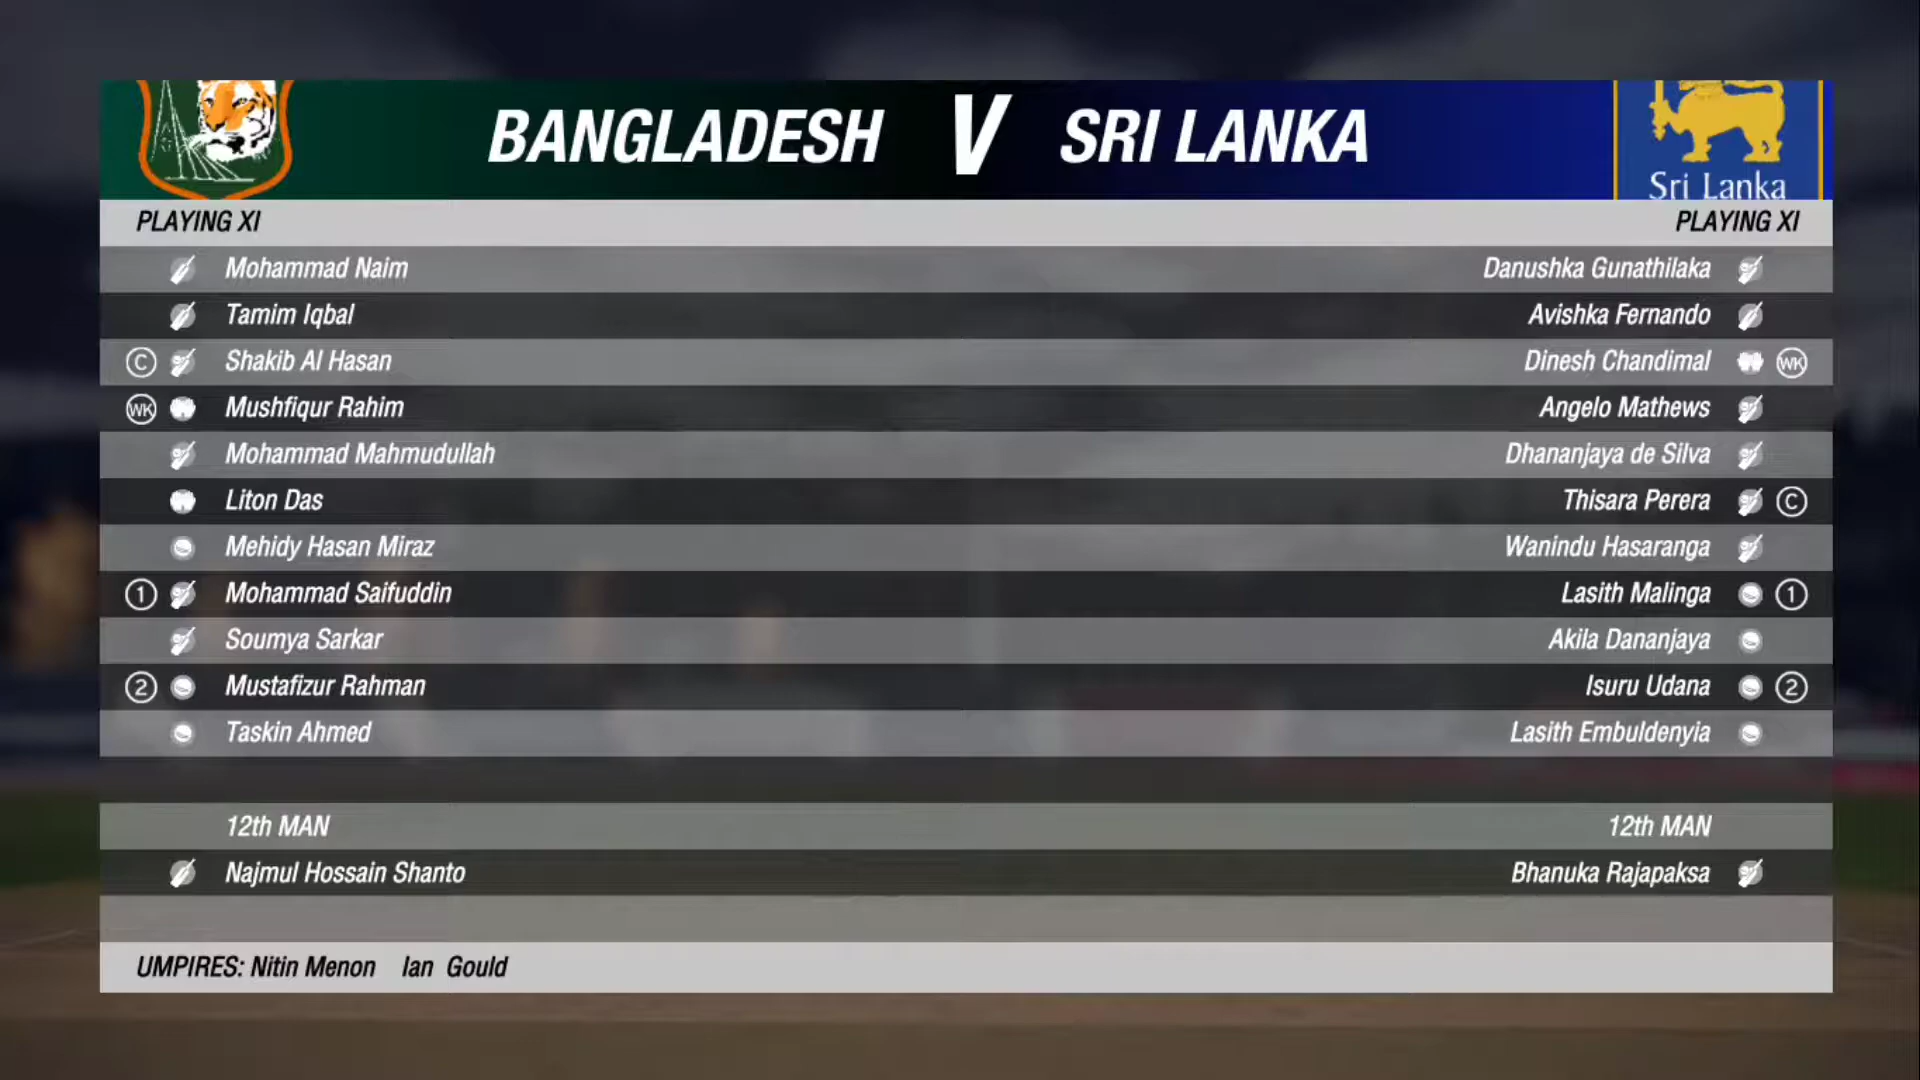 BANGLADESH V SRI LANKA
Sri Lanka
PLAYING XI PLAYING XI
Mohammad Naim Danushka Gunathilaka
Tamim Iqbal Avishka Fernando
C Shakib Al Hasan Dinesh Chandimal WK
WK Mushfiqur Rahim Angelo Mathews
Mohammad Mahmudullah Dhananjaya de Silva
Liton Das Thisara Perera C
Mehidy Hasan Miraz Wanindu Hasaranga
1 Mohammad Saifuddin Lasith Malinga 1
Soumya Sarkar Akila Dananjaya
2 Mustafizur Rahman Isuru Udana 2
Taskin Ahmed Lasith Embuldenyia
12th MAN 12th MAN
Najmul Hossain Shanto Bhanuka Rajapaksa
UMPIRES: Nitin Menon Ian Gould